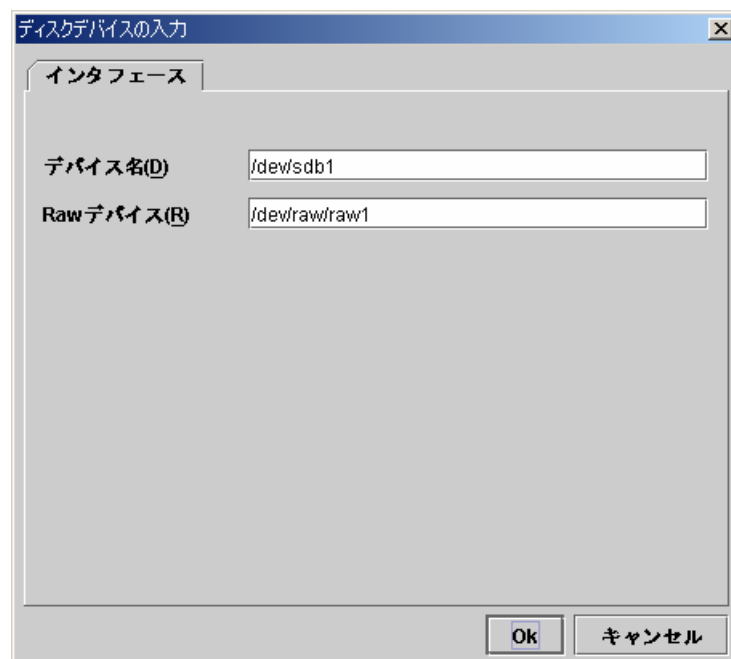 ディスクデバイスの入力
インタフェース
デバイス名(D) /dev/sdb1
Rawデバイス(R) /dev/raw/raw1
Ok キャンセル